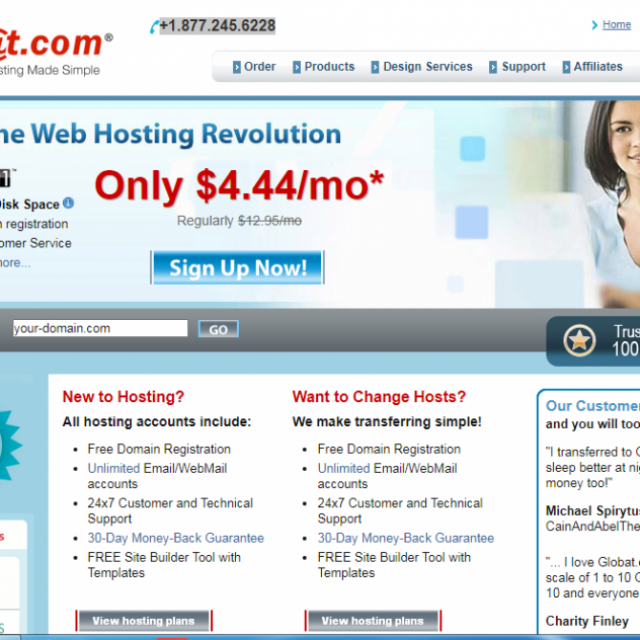 +1.877.245.6228
Home
t.com®
sting Made Simple
Order Products Design Services Support Affiliates
ne Web Hosting Revolution
Only $4.44/mo*
Disk Space
Regularly $12.95/mo
n registration
omer Service
more...
Sign Up Now!
your-domain.com GO
Trus
100
New to Hosting?
All hosting accounts include:
Free Domain Registration
Unlimited Email/WebMail
accounts
24x7 Customer and Technical
Support
30-Day Money-Back Guarantee
FREE Site Builder Tool with
Templates
View hosting plans
Want to Change Hosts?
We make transferring simple!
Free Domain Registration
Unlimited Email/WebMail
accounts
24x7 Customer and Technical
Support
30-Day Money-Back Guarantee
FREE Site Builder Tool with
Templates
View hosting plans
Our Customer
and you will too
"I transferred to G
sleep better at nig
money too!"
Michael Spirytus
CainAndAbelThe
"... I love Globat.c
scale of 1 to 10 G
10 and everyone
Charity Finley